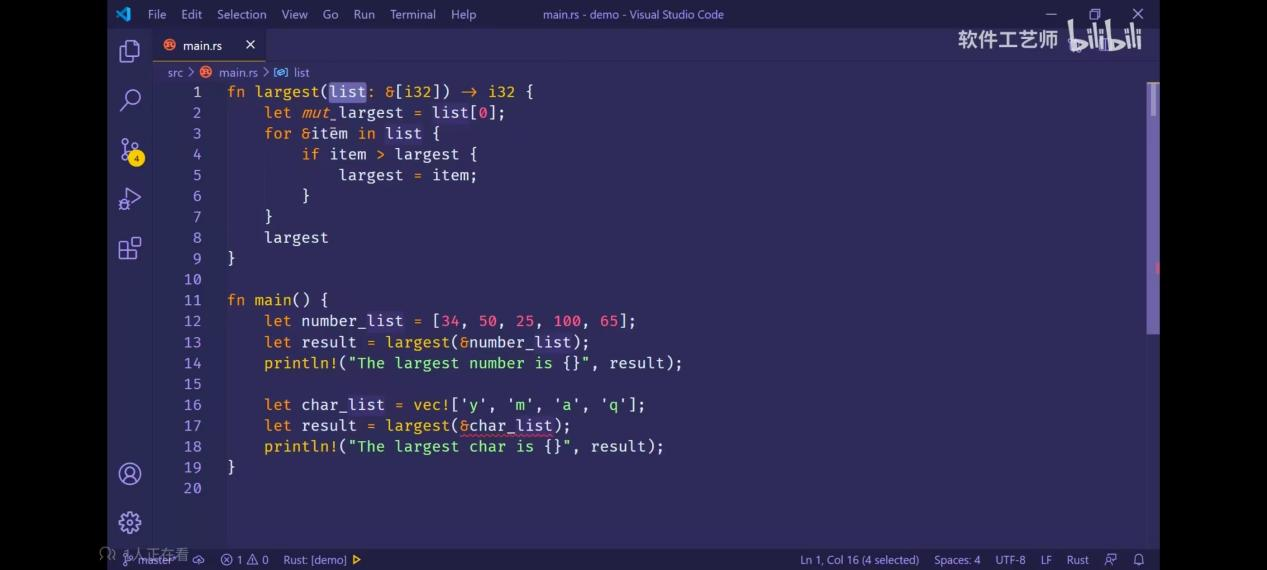 File Edit Selection View Go Run Terminal Help main.rs - demo - Visual Studio Code
main.rs
软件工艺师 bilibili
src > main.rs > list
1 fn largest(list: &[i32]) -> i32 {
2     let mut largest = list[0];
3     for &item in list {
4         if item > largest {
5             largest = item;
6         }
7     }
8     largest
9 }
10
11 fn main() {
12     let number_list = [34, 50, 25, 100, 65];
13     let result = largest(&number_list);
14     println!("The largest number is {}", result);
15
16     let char_list = vec!['y', 'm', 'a', 'q'];
17     let result = largest(&char_list);
18     println!("The largest char is {}", result);
19 }
20
4
1人正在看
master* 1 0 Rust: [demo] Ln 1, Col 16 (4 selected) Spaces: 4 UTF-8 LF Rust